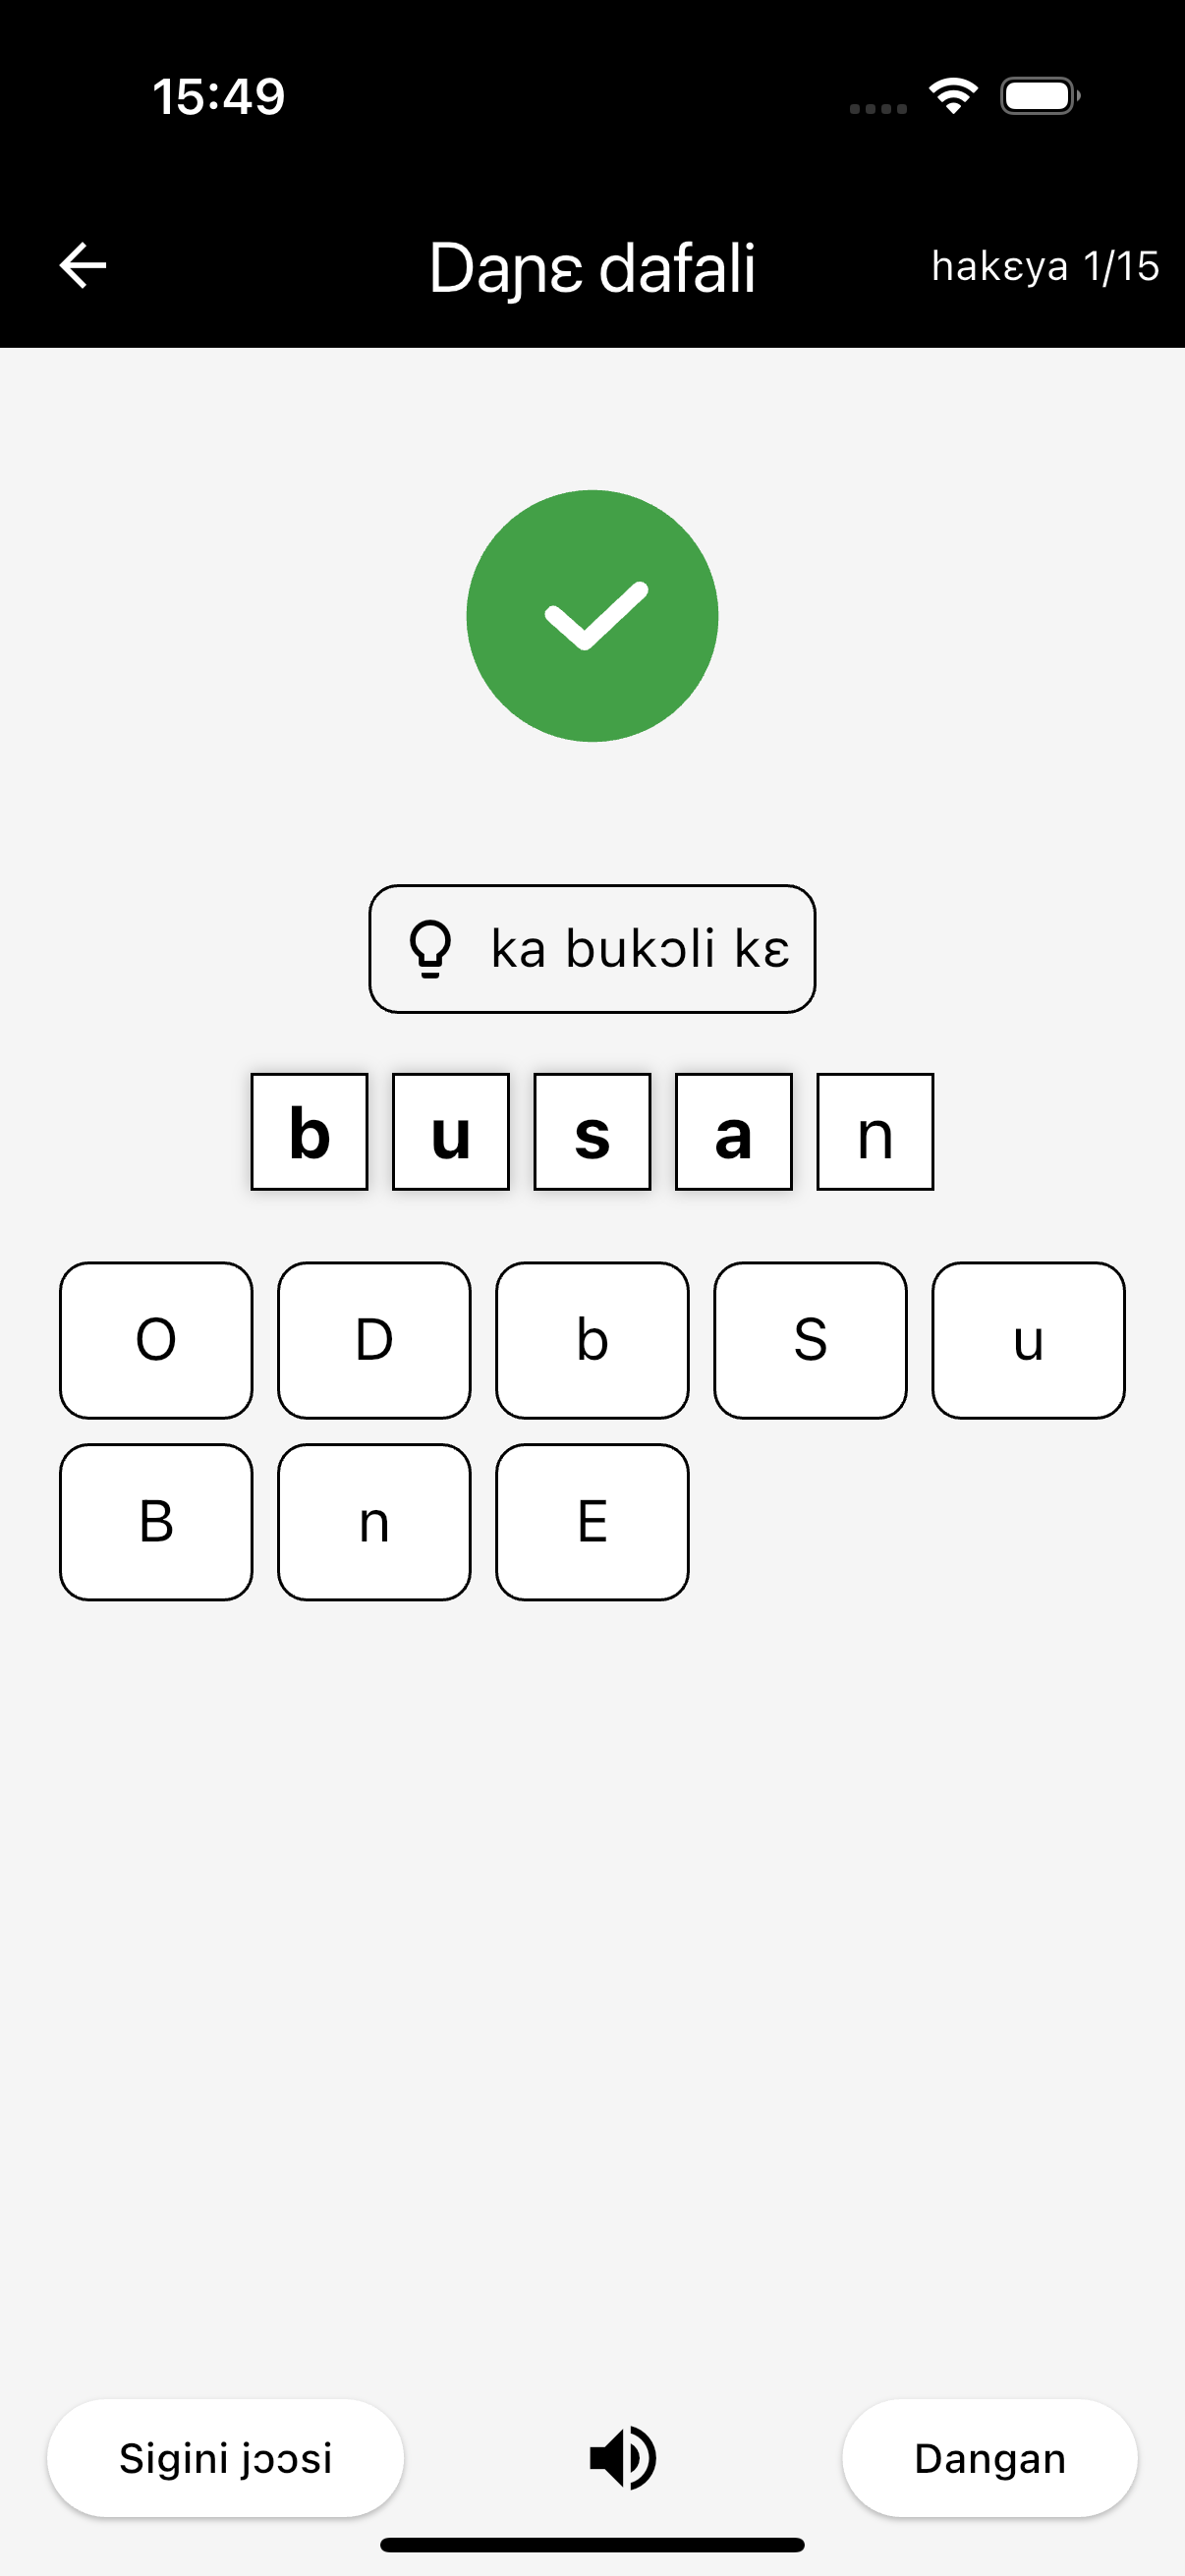 15:49
Daɲɛ dafali
hakɛya 1/15
ka bukɔli kɛ
b u s a n
O D b S u
B n E
Sigini jɔɔsi
Dangan